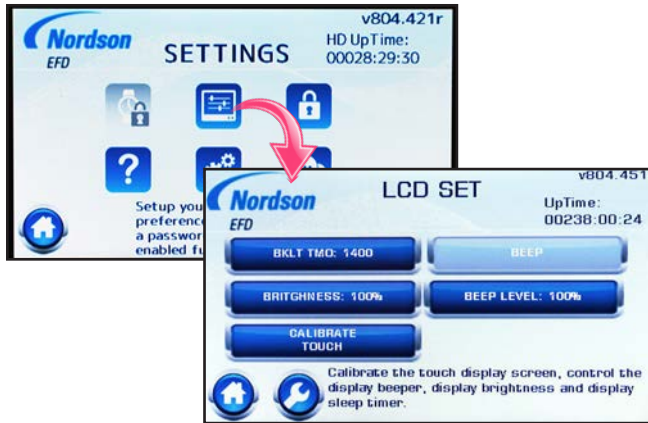 v804.421r
Nordson
EFD
SETTINGS
HD UpTime:
00028:29:30
?
Setup you
preferenc
a passwor
enabled fu
v804.451
Nordson
EFD
LCD SET
UpTime:
00238:00:24
BKLT TMO: 1400
BEEP
BRITGHNESS: 100%
BEEP LEVEL: 100%
CALIBRATE
TOUCH
Calibrate the touch display screen, control the
display beeper, display brightness and display
sleep timer.